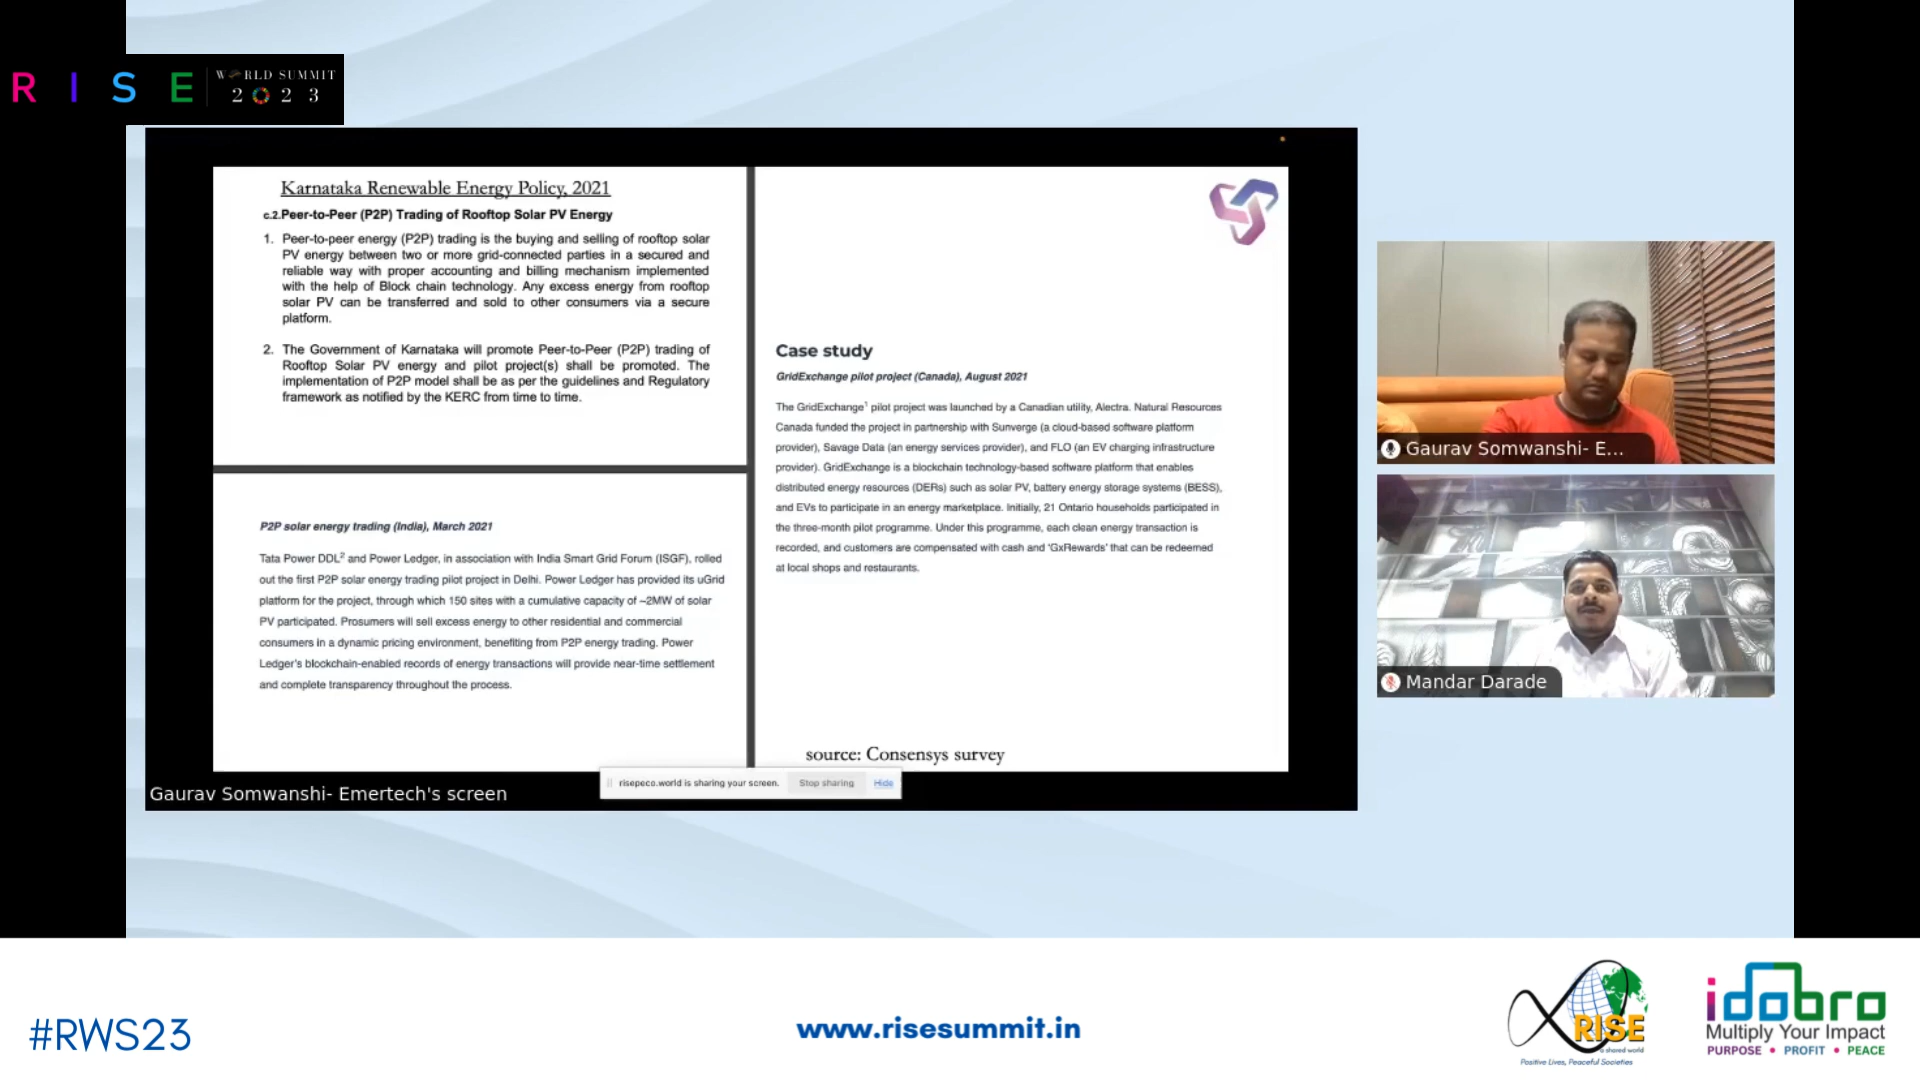 RISE
WORLD SUMMIT
2023
Karnataka Renewable Energy Policy, 2021
c.2.Peer-to-Peer (P2P) Trading of Rooftop Solar PV Energy
1. Peer-to-peer energy (P2P) trading is the buying and selling of rooftop solar
PV energy between two or more grid-connected parties in a secured and
reliable way with proper accounting and billing mechanism implemented
with the help of Block chain technology. Any excess energy from rooftop
solar PV can be transferred and sold to other consumers via a secure
platform.
2. The Government of Karnataka will promote Peer-to-Peer (P2P) trading of
Rooftop Solar PV energy and pilot project(s) shall be promoted. The
implementation of P2P model shall be as per the guidelines and Regulatory
framework as notified by the KERC from time to time.
P2P solar energy trading (India), March 2021
Tata Power DDL2 and Power Ledger, in association with India Smart Grid Forum (ISGF), rolled
out the first P2P solar energy trading pilot project in Delhi. Power Ledger has provided its uGrid
platform for the project, through which 150 sites with a cumulative capacity of ~2MW of solar
PV participated. Prosumers will sell excess energy to other residential and commercial
consumers in a dynamic pricing environment, benefiting from P2P energy trading. Power
Ledger's blockchain-enabled records of energy transactions will provide near-time settlement
and complete transparency throughout the process.
Case study
GridExchange pilot project (Canada), August 2021
The GridExchange1 pilot project was launched by a Canadian utility, Alectra. Natural Resources
Canada funded the project in partnership with Sunverge (a cloud-based software platform
provider), Savage Data (an energy services provider), and FLO (an EV charging infrastructure
provider). GridExchange is a blockchain technology-based software platform that enables
distributed energy resources (DERs) such as solar PV, battery energy storage systems (BESS),
and EVs to participate in an energy marketplace. Initially, 21 Ontario households participated in
the three-month pilot programme. Under this programme, each clean energy transaction is
recorded, and customers are compensated with cash and 'GxRewards' that can be redeemed
at local shops and restaurants.
source: Consensys survey
risepeco.world is sharing your screen. Stop sharing Hide
Gaurav Somwanshi- Emertech's screen
Gaurav Somwanshi- E...
Mandar Darade
#RWS23
www.risesummit.in
RISE
a shared world
Positive Lives, Peaceful Societies
idobro
Multiply Your Impact
PURPOSE • PROFIT • PEACE